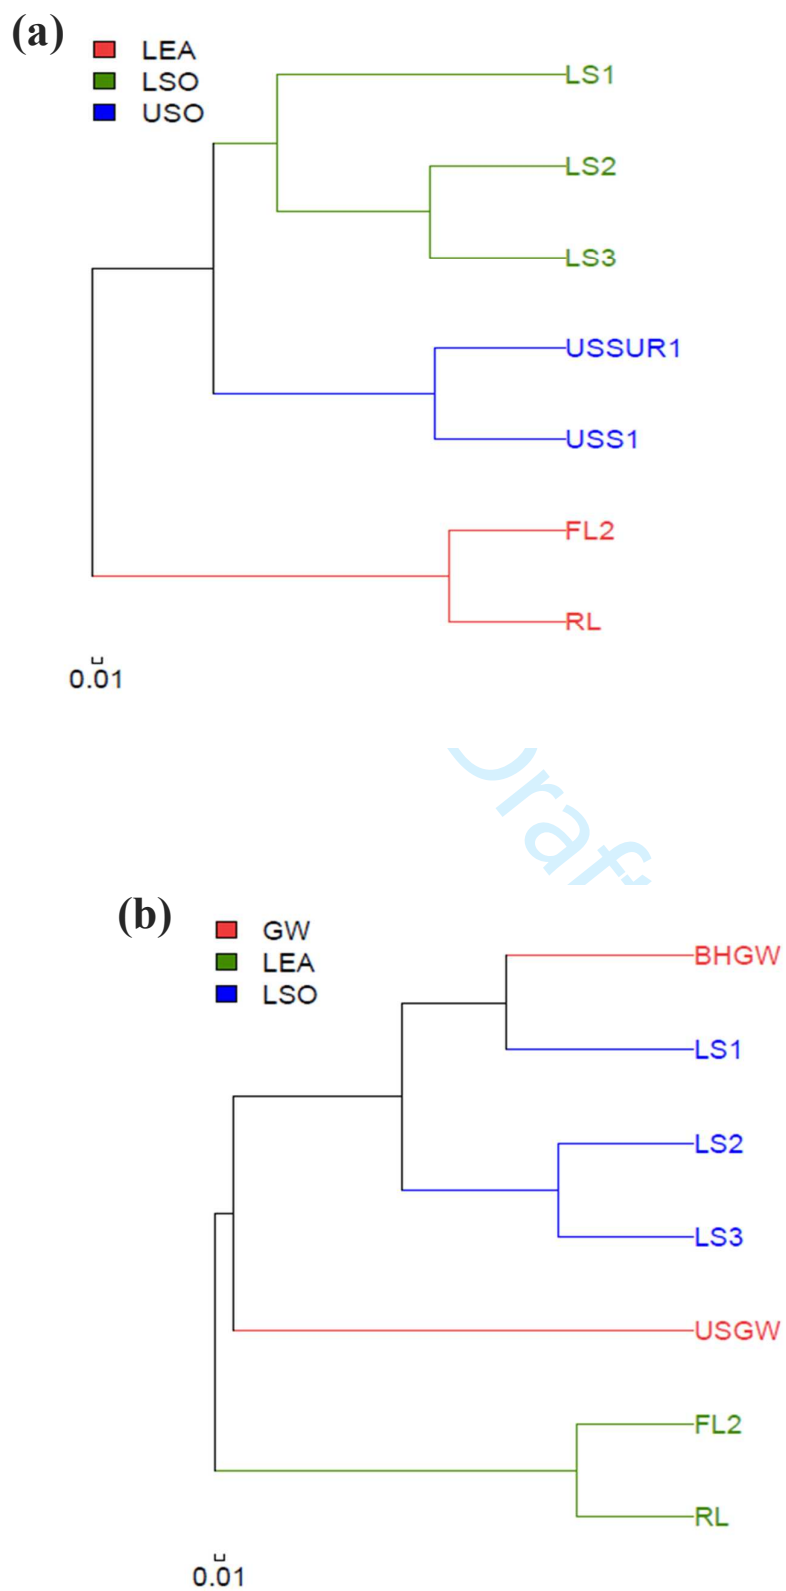 (a)
LEA
LSO
USO
LS1
LS2
LS3
USSUR1
USS1
FL2
RL
0.01
Draft
(b)
GW
LEA
LSO
BHGW
LS1
LS2
LS3
USGW
FL2
RL
0.01